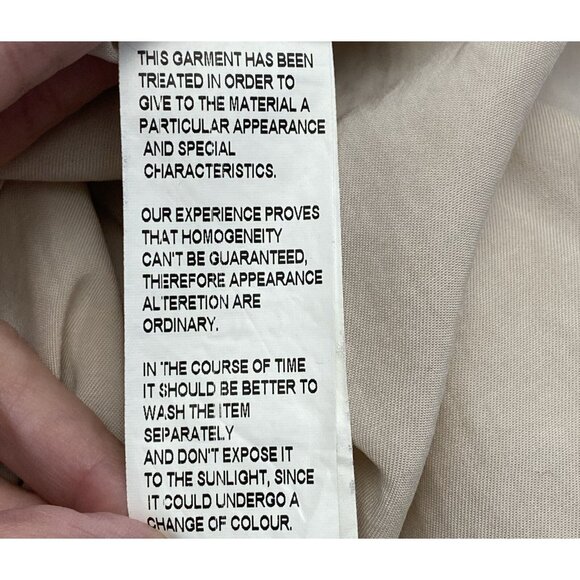 THIS GARMENT HAS BEEN
TREATED IN ORDER TO
GIVE TO THE MATERIAL A
PARTICULAR APPEARANCE
AND SPECIAL
CHARACTERISTICS.
OUR EXPERIENCE PROVES
THAT HOMOGENEITY
CAN'T BE GUARANTEED,
THEREFORE APPEARANCE
ALTERETION ARE
ORDINARY.
IN THE COURSE OF TIME
IT SHOULD BE BETTER TO
WASH THE ITEM
SEPARATELY
AND DON'T EXPOSE IT
TO THE SUNLIGHT, SINCE
IT COULD UNDERGO A
CHANGE OF COLOUR.